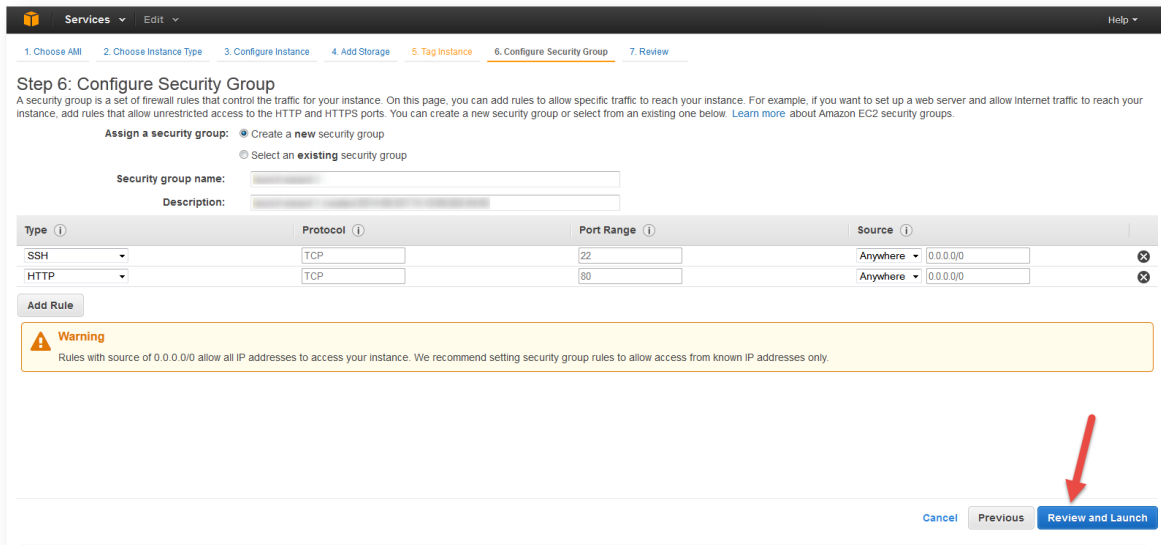 Services Edit Help
1. Choose AMI 2. Choose Instance Type 3. Configure Instance 4. Add Storage 5. Tag Instance 6. Configure Security Group 7. Review
Step 6: Configure Security Group
A security group is a set of firewall rules that control the traffic for your instance. On this page, you can add rules to allow specific traffic to reach your instance. For example, if you want to set up a web server and allow Internet traffic to reach your
instance, add rules that allow unrestricted access to the HTTP and HTTPS ports. You can create a new security group or select from an existing one below. Learn more about Amazon EC2 security groups.
Assign a security group: Create a new security group
Select an existing security group
Security group name:
Description:
Type Protocol Port Range Source
SSH TCP 22 Anywhere 0.0.0.0/0
HTTP TCP 80 Anywhere 0.0.0.0/0
Add Rule
Warning
Rules with source of 0.0.0.0/0 allow all IP addresses to access your instance. We recommend setting security group rules to allow access from known IP addresses only.
Cancel Previous Review and Launch